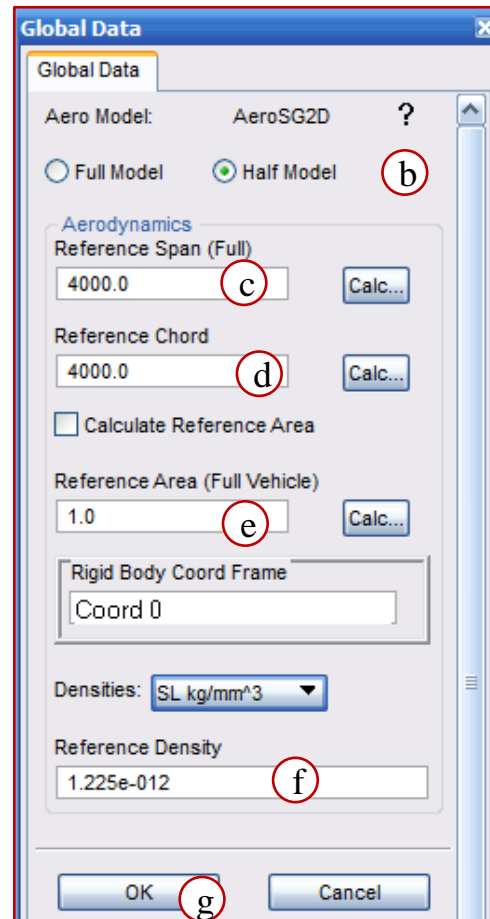 Global Data
Global Data
Aero Model: AeroSG2D ?
Full Model Half Model b
Aerodynamics
Reference Span (Full)
4000.0 c Calc...
Reference Chord
4000.0 d Calc...
Calculate Reference Area
Reference Area (Full Vehicle)
1.0 e Calc...
Rigid Body Coord Frame
Coord 0
Densities: SL kg/mm^3
Reference Density
1.225e-012 f
OK g Cancel